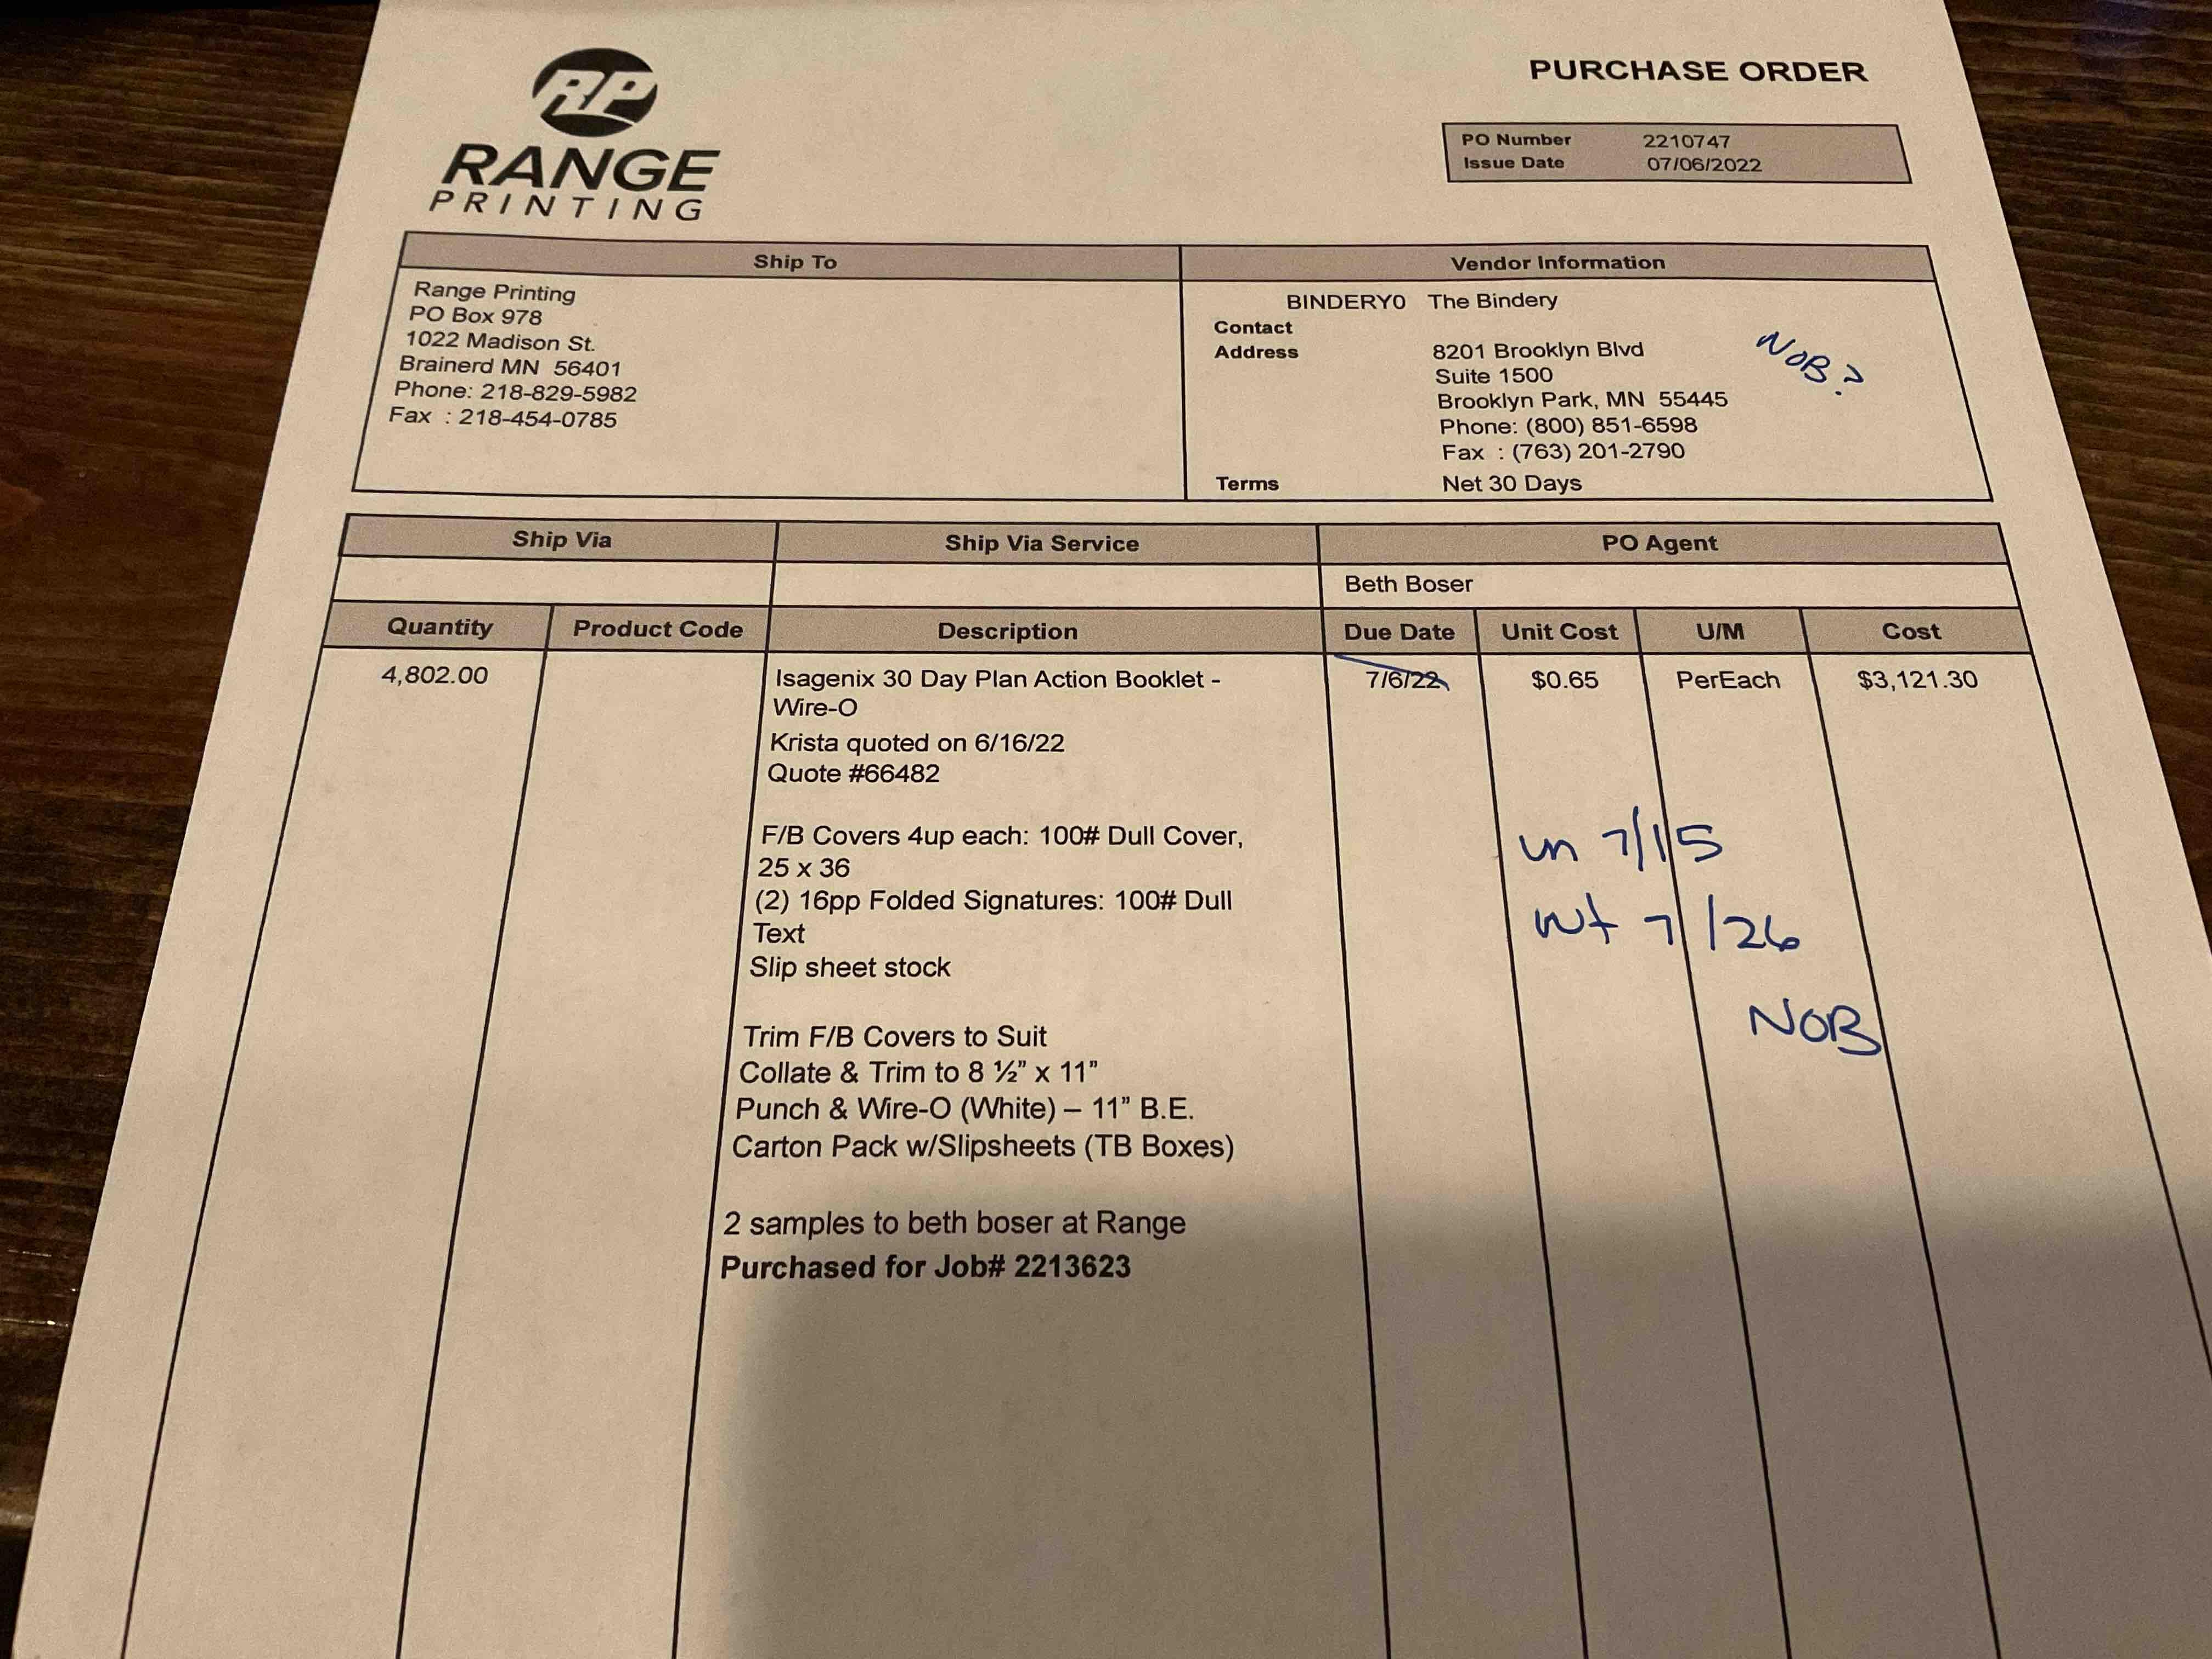 RP
RANGE
PRINTING
PURCHASE ORDER
PO Number 2210747
Issue Date 07/06/2022
Ship To
Range Printing
PO Box 978
1022 Madison St.
Brainerd MN 56401
Phone: 218-829-5982
Fax : 218-454-0785
Vendor Information
BINDERY0 The Bindery
Contact
Address 8201 Brooklyn Blvd
Suite 1500
Brooklyn Park, MN 55445
Phone: (800) 851-6598
Fax : (763) 201-2790
Terms Net 30 Days
NOB?
Ship Via Ship Via Service PO Agent
Beth Boser
Quantity Product Code Description Due Date Unit Cost U/M Cost
4,802.00 Isagenix 30 Day Plan Action Booklet - 7/6/22 $0.65 PerEach $3,121.30
Wire-O
Krista quoted on 6/16/22
Quote #66482
F/B Covers 4up each: 100# Dull Cover,
25 x 36
(2) 16pp Folded Signatures: 100# Dull
Text
Slip sheet stock
Trim F/B Covers to Suit
Collate & Trim to 8 ½” x 11”
Punch & Wire-O (White) – 11” B.E.
Carton Pack w/Slipsheets (TB Boxes)
2 samples to beth boser at Range
Purchased for Job# 2213623
in 7/15
out 7/26
NOB